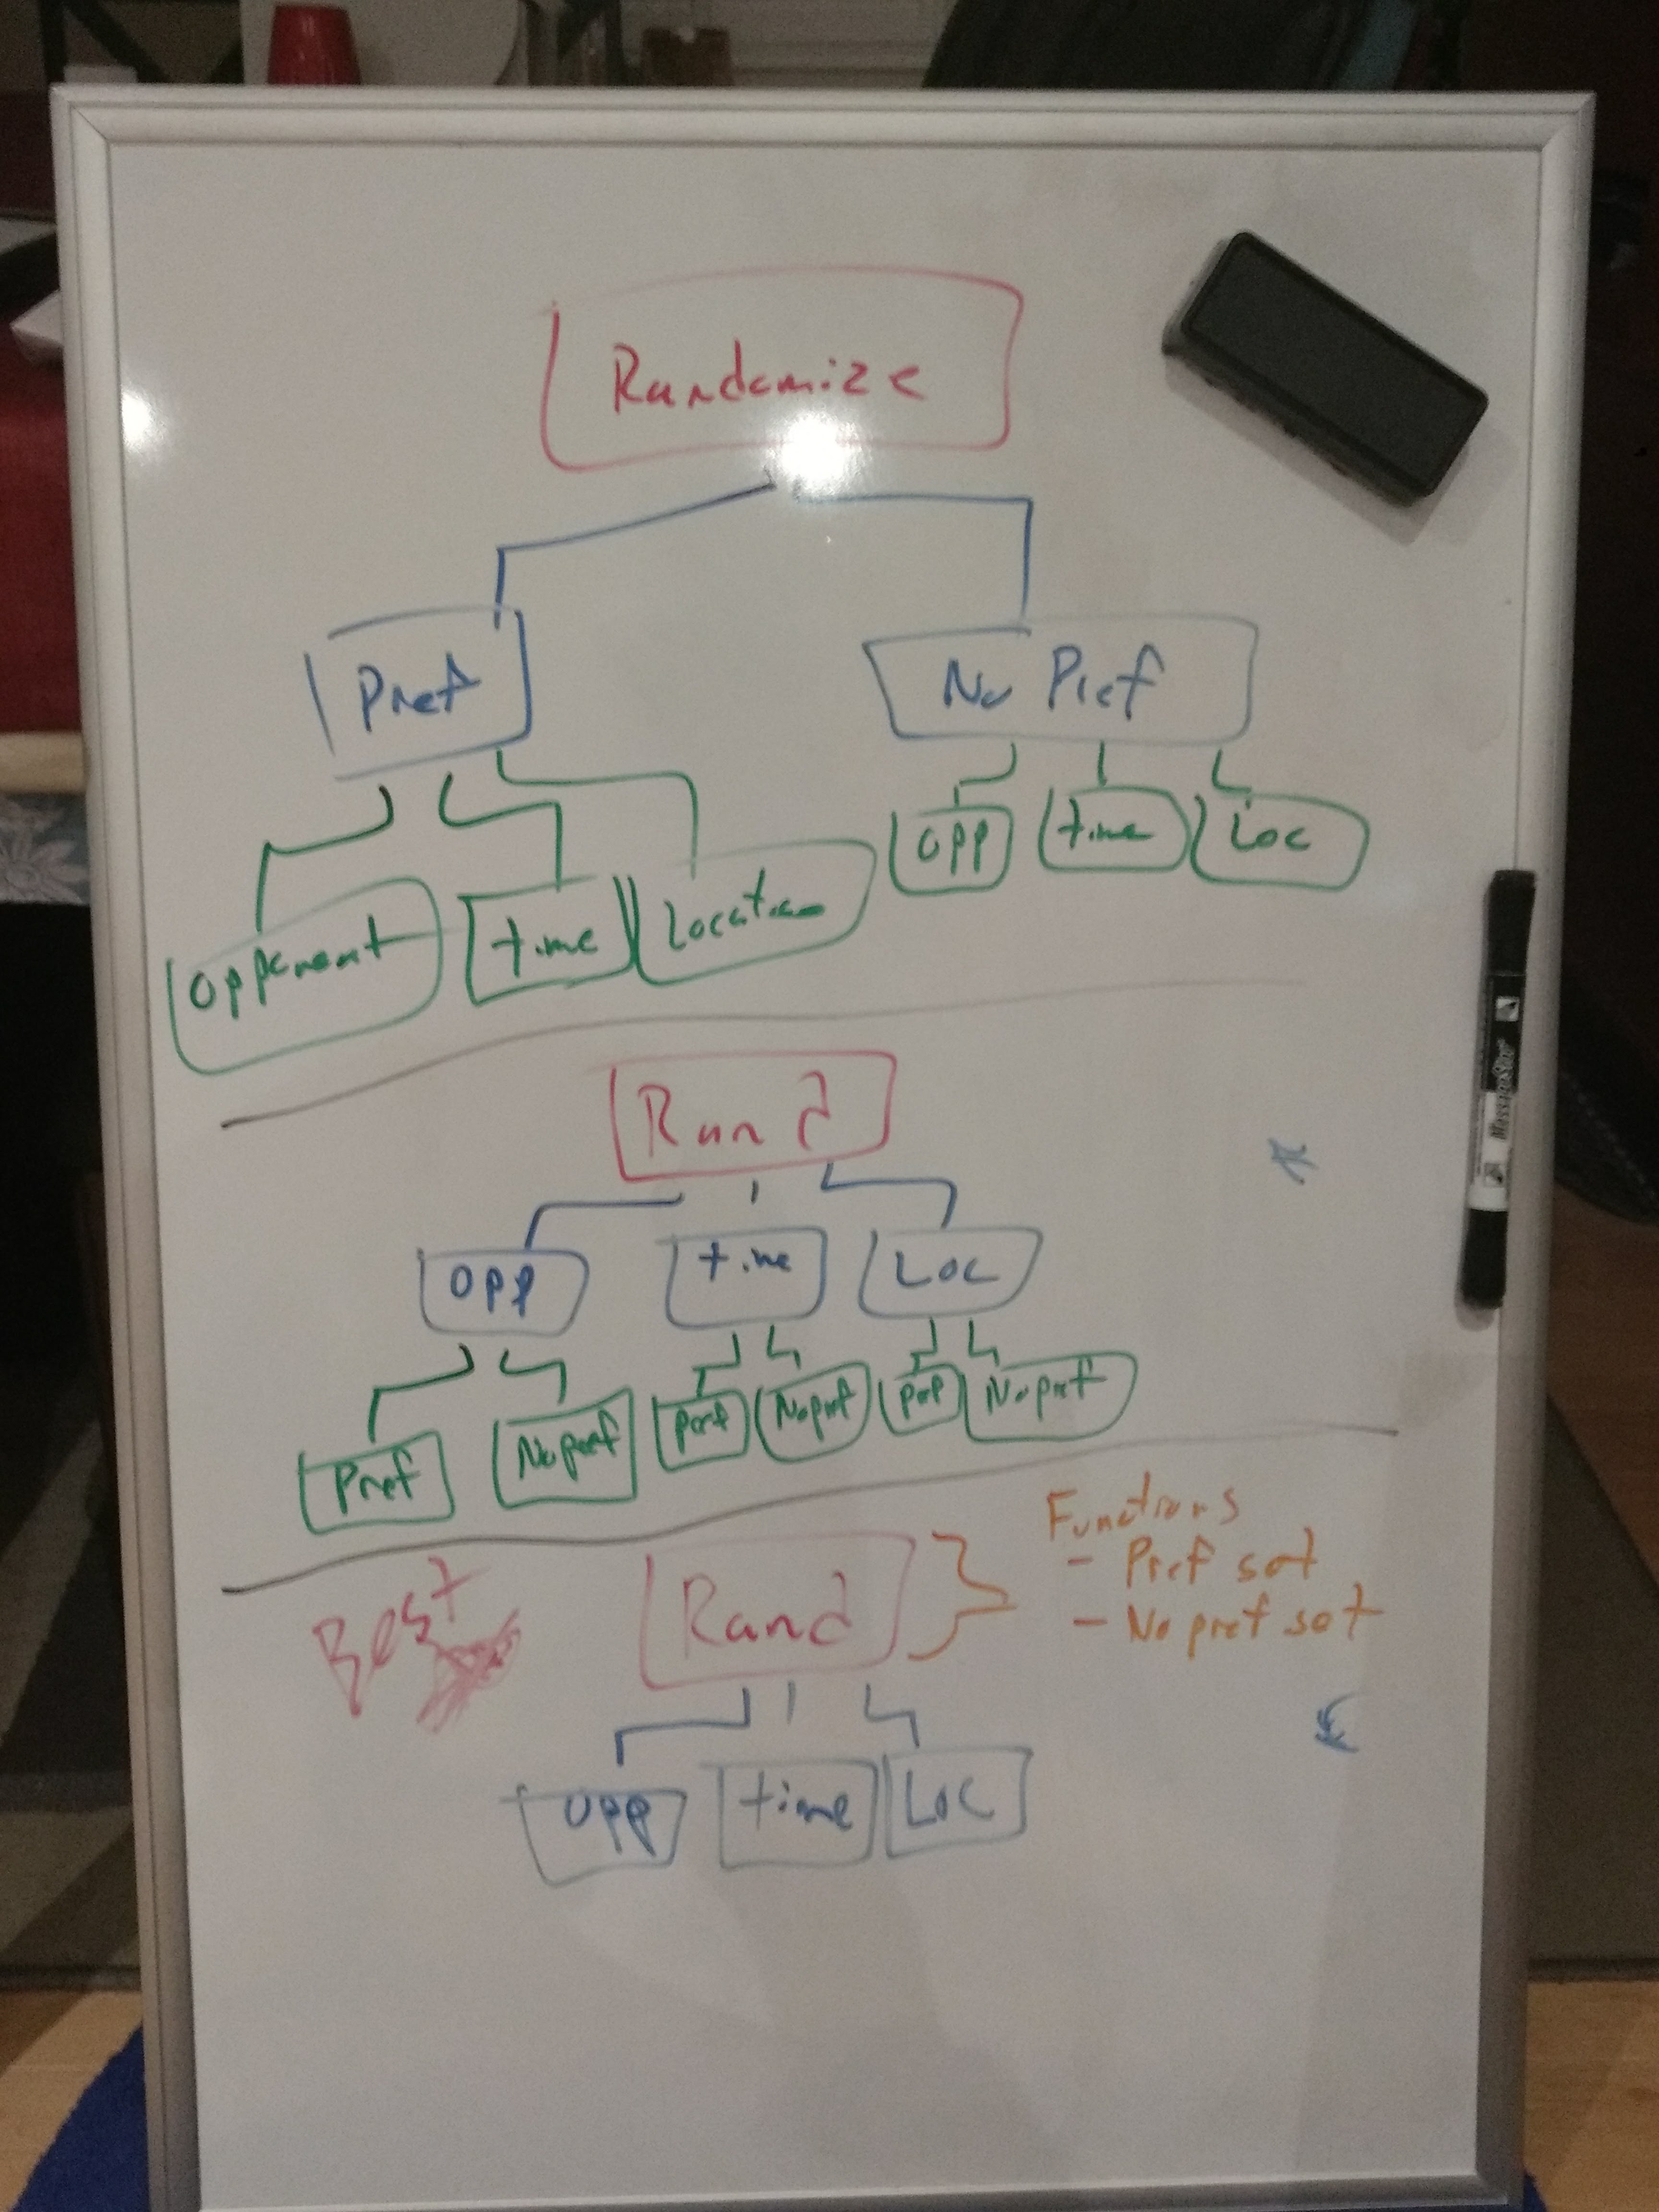 Randomize
Pref
No Pref
Opponent
time
Location
opp
time
Loc
Rand
opp
time
Loc
Pref
No pref
pref
No pref
pref
No pref
Best
Rand
Functions
- Pref set
- No pref set
opp
time
Loc